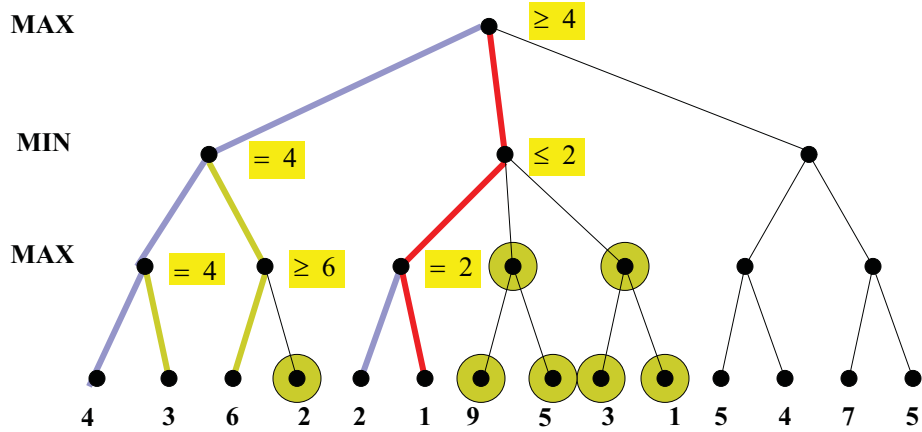 MAX
≥ 4
MIN
= 4
≤ 2
MAX
= 4
≥ 6
= 2
4 3 6 2 2 1 9 5 3 1 5 4 7 5